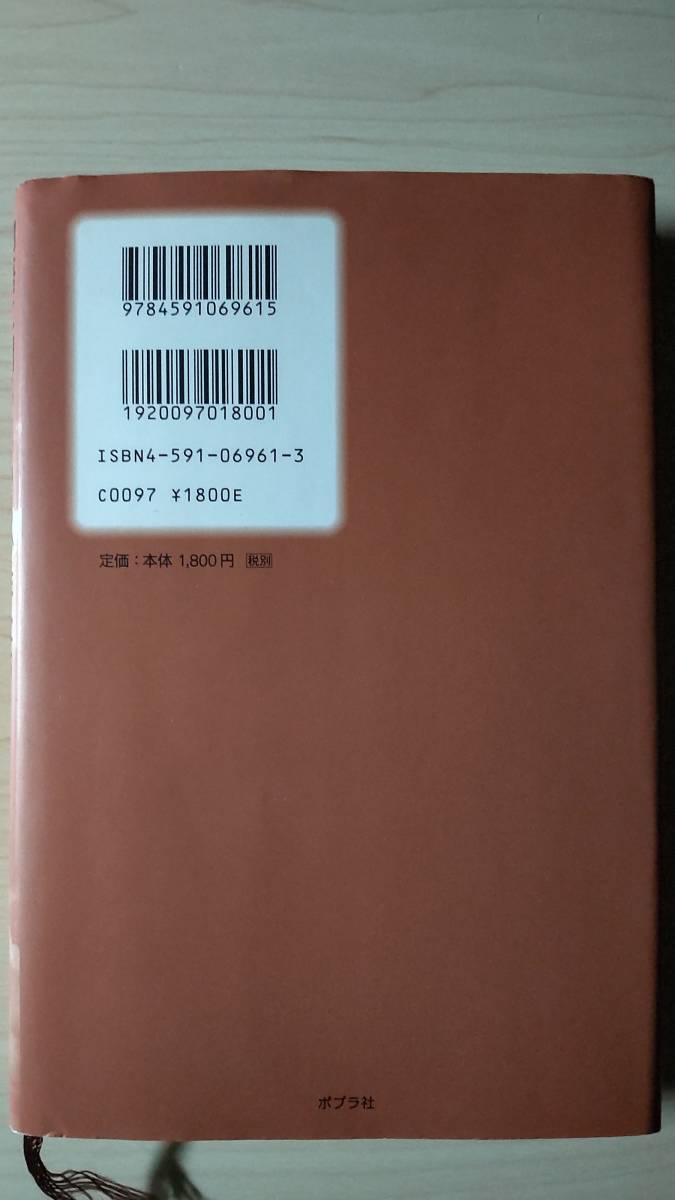 9784591069615
1920097018001
ISBN4-591-06961-3
C0097 ¥1800E
定価：本体 1,800円 税別
ポプラ社